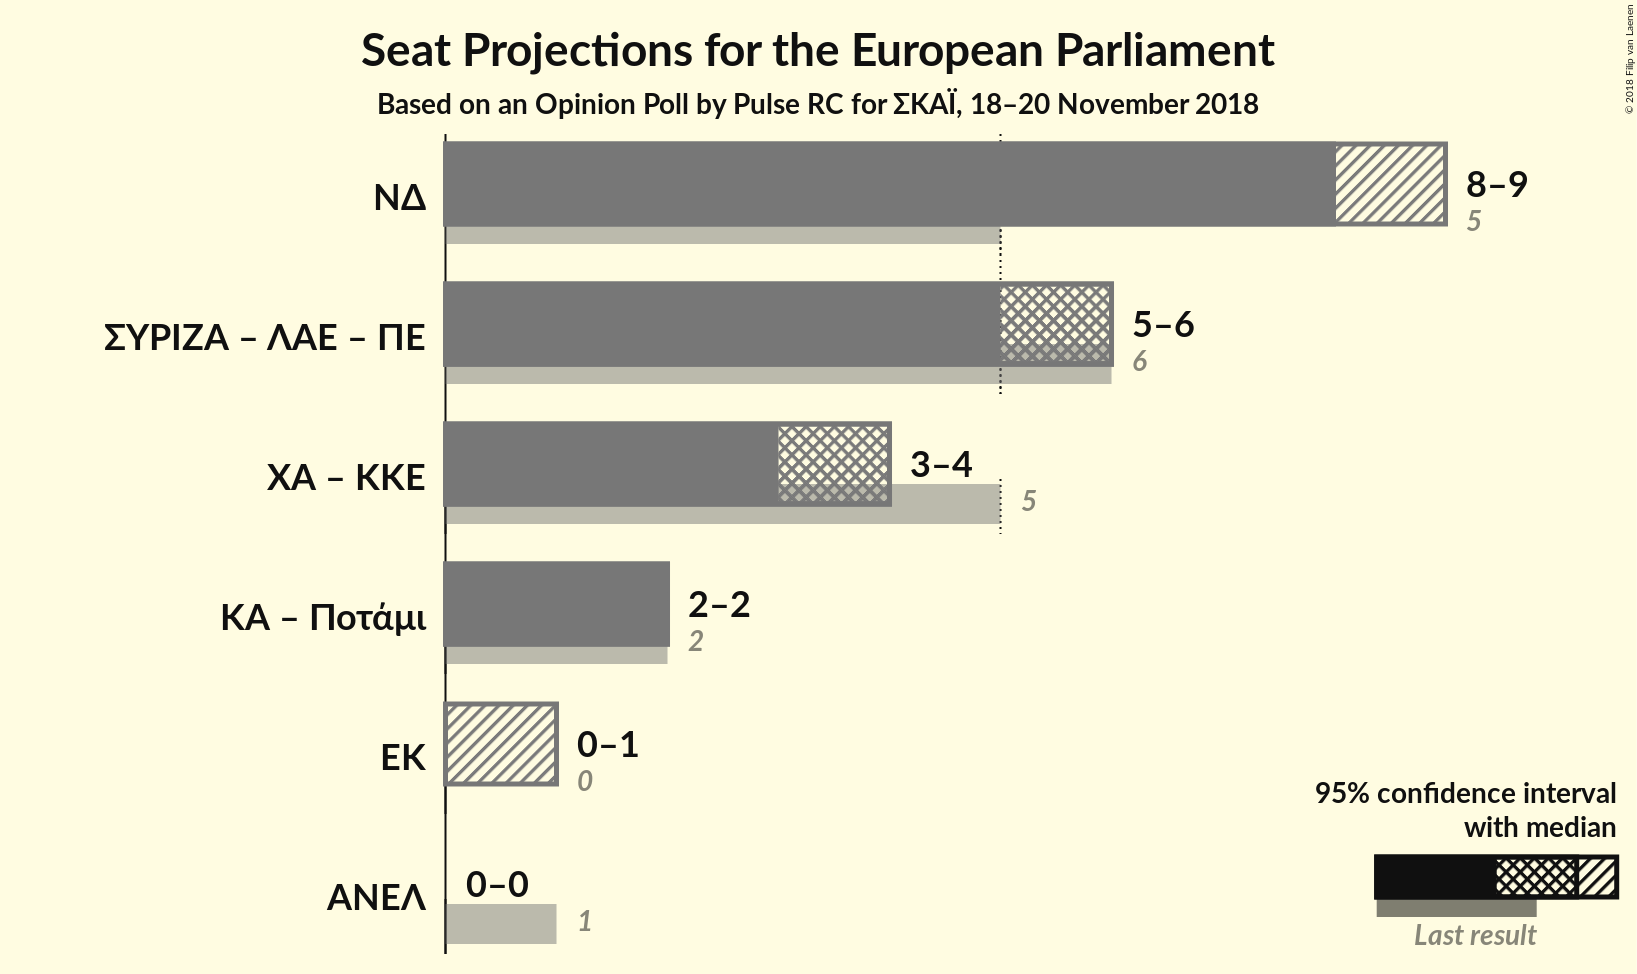 Seat Projections for the European Parliament
Based on an Opinion Poll by Pulse RC for ΣΚΑΪ, 18–20 November 2018
© 2018 Filip van Laenen
ΝΔ
8–9
5
ΣΥΡΙΖΑ – ΛΑΕ – ΠΕ
5–6
6
ΧΑ – ΚΚΕ
3–4
5
ΚΑ – Ποτάμι
2–2
2
ΕΚ
0–1
0
ΑΝΕΛ
0–0
1
95% confidence interval
with median
Last result